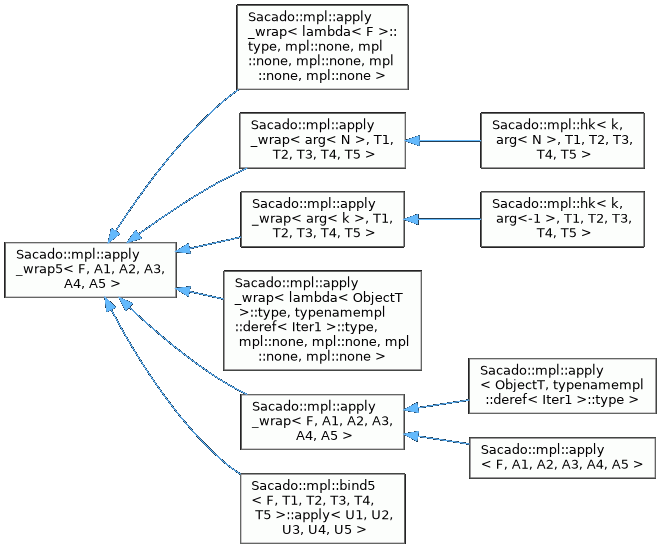 Sacado::mpl::apply
_wrap< lambda< F >::
type, mpl::none, mpl
::none, mpl::none, mpl
::none, mpl::none >
Sacado::mpl::apply
_wrap< arg< N >, T1,
T2, T3, T4, T5 >
Sacado::mpl::hk< k,
arg< N >, T1, T2, T3,
T4, T5 >
Sacado::mpl::apply
_wrap< arg< k >, T1,
T2, T3, T4, T5 >
Sacado::mpl::hk< k,
arg<-1 >, T1, T2, T3,
T4, T5 >
Sacado::mpl::apply
_wrap5< F, A1, A2, A3,
A4, A5 >
Sacado::mpl::apply
_wrap< lambda< ObjectT
>::type, typenamempl
::deref< Iter1 >::type,
mpl::none, mpl::none, mpl
::none, mpl::none >
Sacado::mpl::apply
< ObjectT, typenamempl
::deref< Iter1 >::type >
Sacado::mpl::apply
_wrap< F, A1, A2, A3,
A4, A5 >
Sacado::mpl::apply
< F, A1, A2, A3, A4, A5 >
Sacado::mpl::bind5
< F, T1, T2, T3, T4,
T5 >::apply< U1, U2,
U3, U4, U5 >